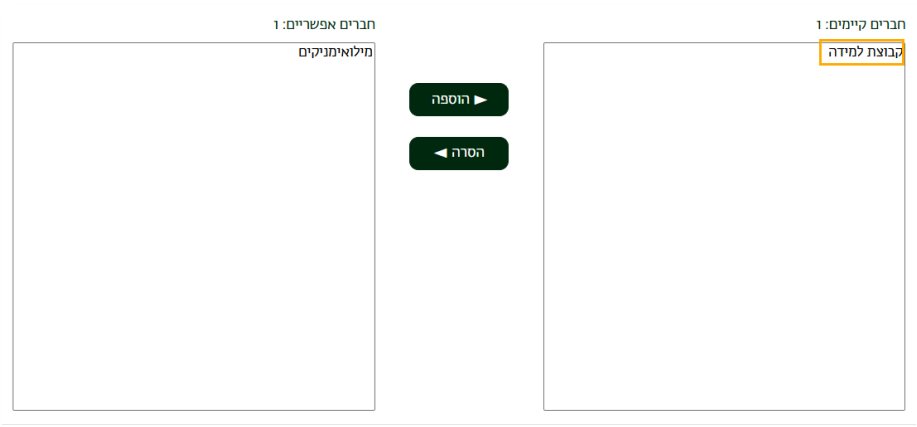 חברים קיימים: 1
קבוצת למידה
► הוספה
הסרה ◄
חברים אפשריים: 1
מילואימניקים